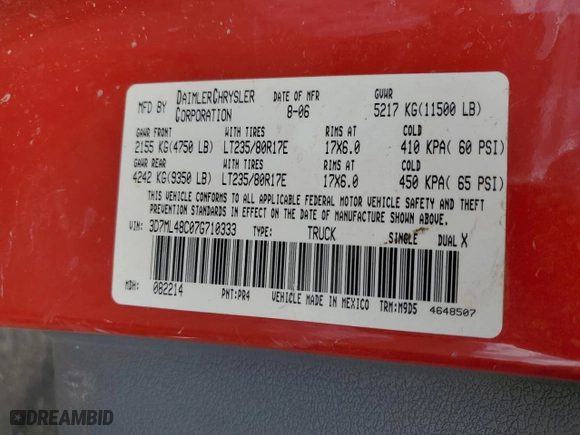 MFD BY DAIMLERCHRYSLER CORPORATION DATE OF MFR 8-06 GVWR 5217 KG(11500 LB)
GAWR FRONT WITH TIRES RIMS AT COLD
2155 KG(4750 LB) LT235/80R17E 17X6.0 410 KPA( 60 PSI)
GAWR REAR WITH TIRES RIMS AT COLD
4242 KG(9350 LB) LT235/80R17E 17X6.0 450 KPA( 65 PSI)
THIS VEHICLE CONFORMS TO ALL APPLICABLE FEDERAL MOTOR VEHICLE SAFETY AND THEFT
PREVENTION STANDARDS IN EFFECT ON THE DATE OF MANUFACTURE SHOWN ABOVE.
VIN: 3D7ML48C07G710333 TYPE: TRUCK SINGLE DUAL X
MDH: 082214 PNT:PR4 VEHICLE MADE IN MEXICO TRM:M9D5 4648507
DREAMBID